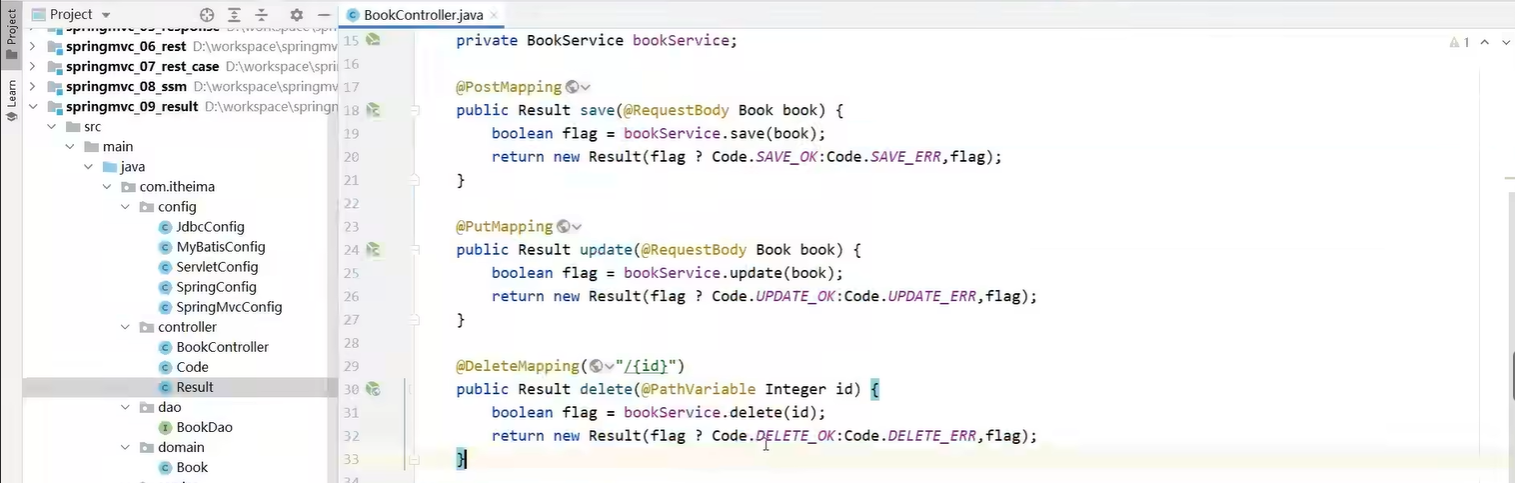 Project
BookController.java
Project
Learn
springmvc_05_response
springmvc_06_rest D:\workspace\springmv
springmvc_07_rest_case D:\workspace\spri
springmvc_08_ssm D:\workspace\springmv
springmvc_09_result D:\workspace\springm
src
main
java
com.itheima
config
JdbcConfig
MyBatisConfig
ServletConfig
SpringConfig
SpringMvcConfig
controller
BookController
Code
Result
dao
BookDao
domain
Book
1
15 private BookService bookService;
16
17 @PostMapping
18 public Result save(@RequestBody Book book) {
19 boolean flag = bookService.save(book);
20 return new Result(flag ? Code.SAVE_OK:Code.SAVE_ERR,flag);
21 }
22
23 @PutMapping
24 public Result update(@RequestBody Book book) {
25 boolean flag = bookService.update(book);
26 return new Result(flag ? Code.UPDATE_OK:Code.UPDATE_ERR,flag);
27 }
28
29 @DeleteMapping("/{id}")
30 public Result delete(@PathVariable Integer id) {
31 boolean flag = bookService.delete(id);
32 return new Result(flag ? Code.DELETE_OK:Code.DELETE_ERR,flag);
33 }
34